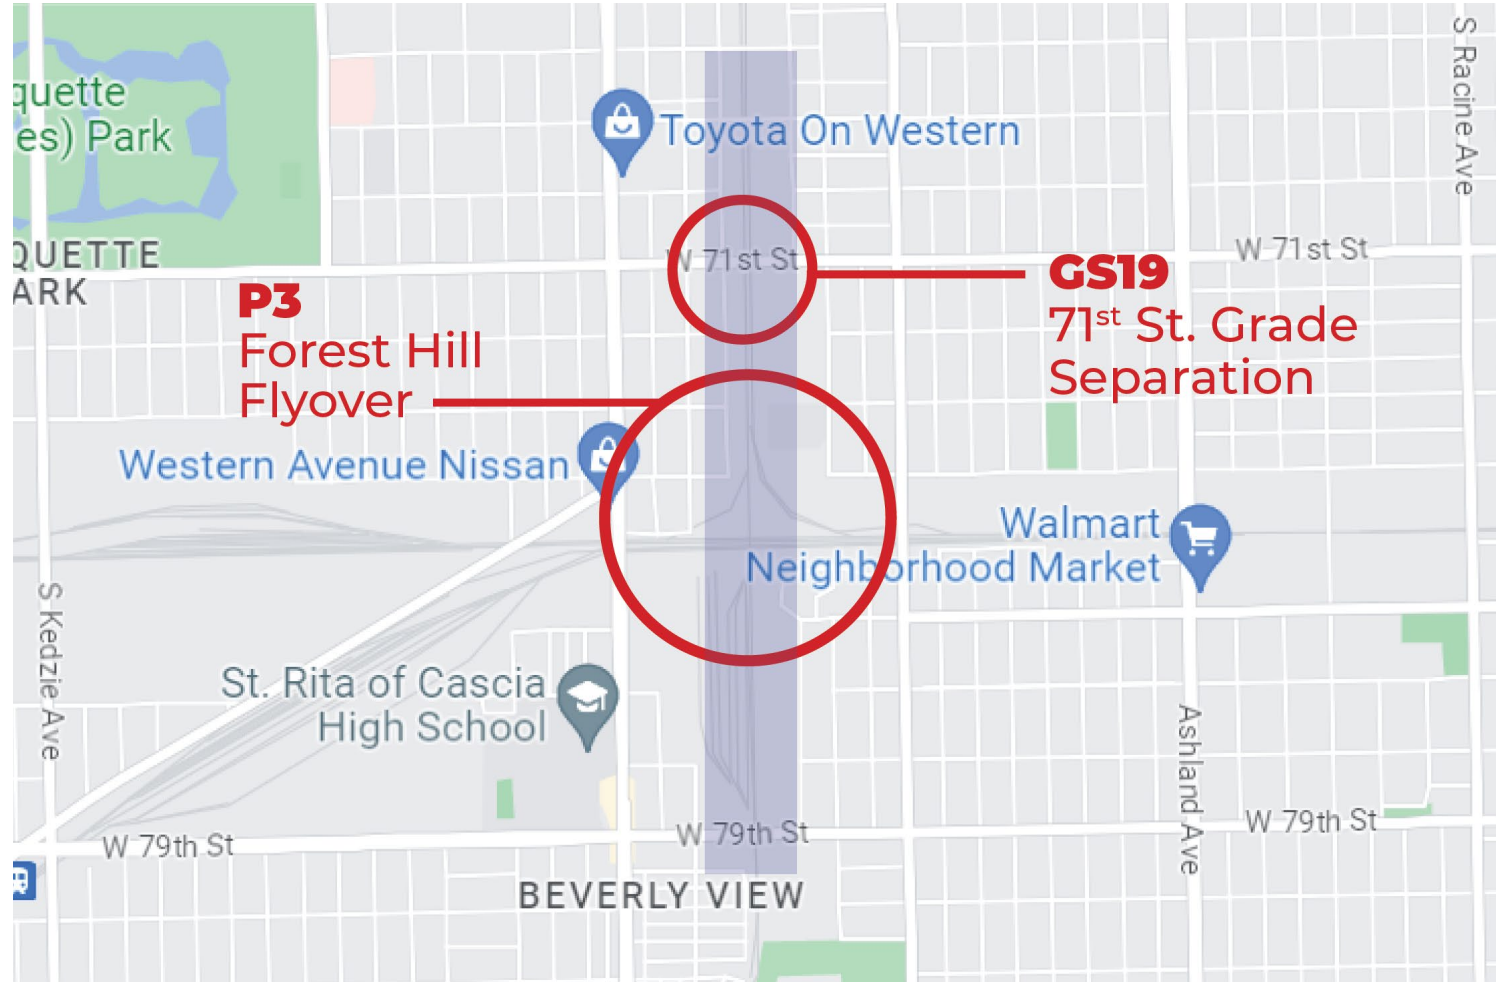 quette
es) Park
Toyota On Western
S Racine Ave
QUETTE
ARK
W 71st St
W 71st St
P3
Forest Hill
Flyover
GS19
71st St. Grade
Separation
Western Avenue Nissan
Walmart
Neighborhood Market
S Kedzie Ave
St. Rita of Cascia
High School
Ashland Ave
W 79th St
W 79th St
W 79th St
BEVERLY VIEW